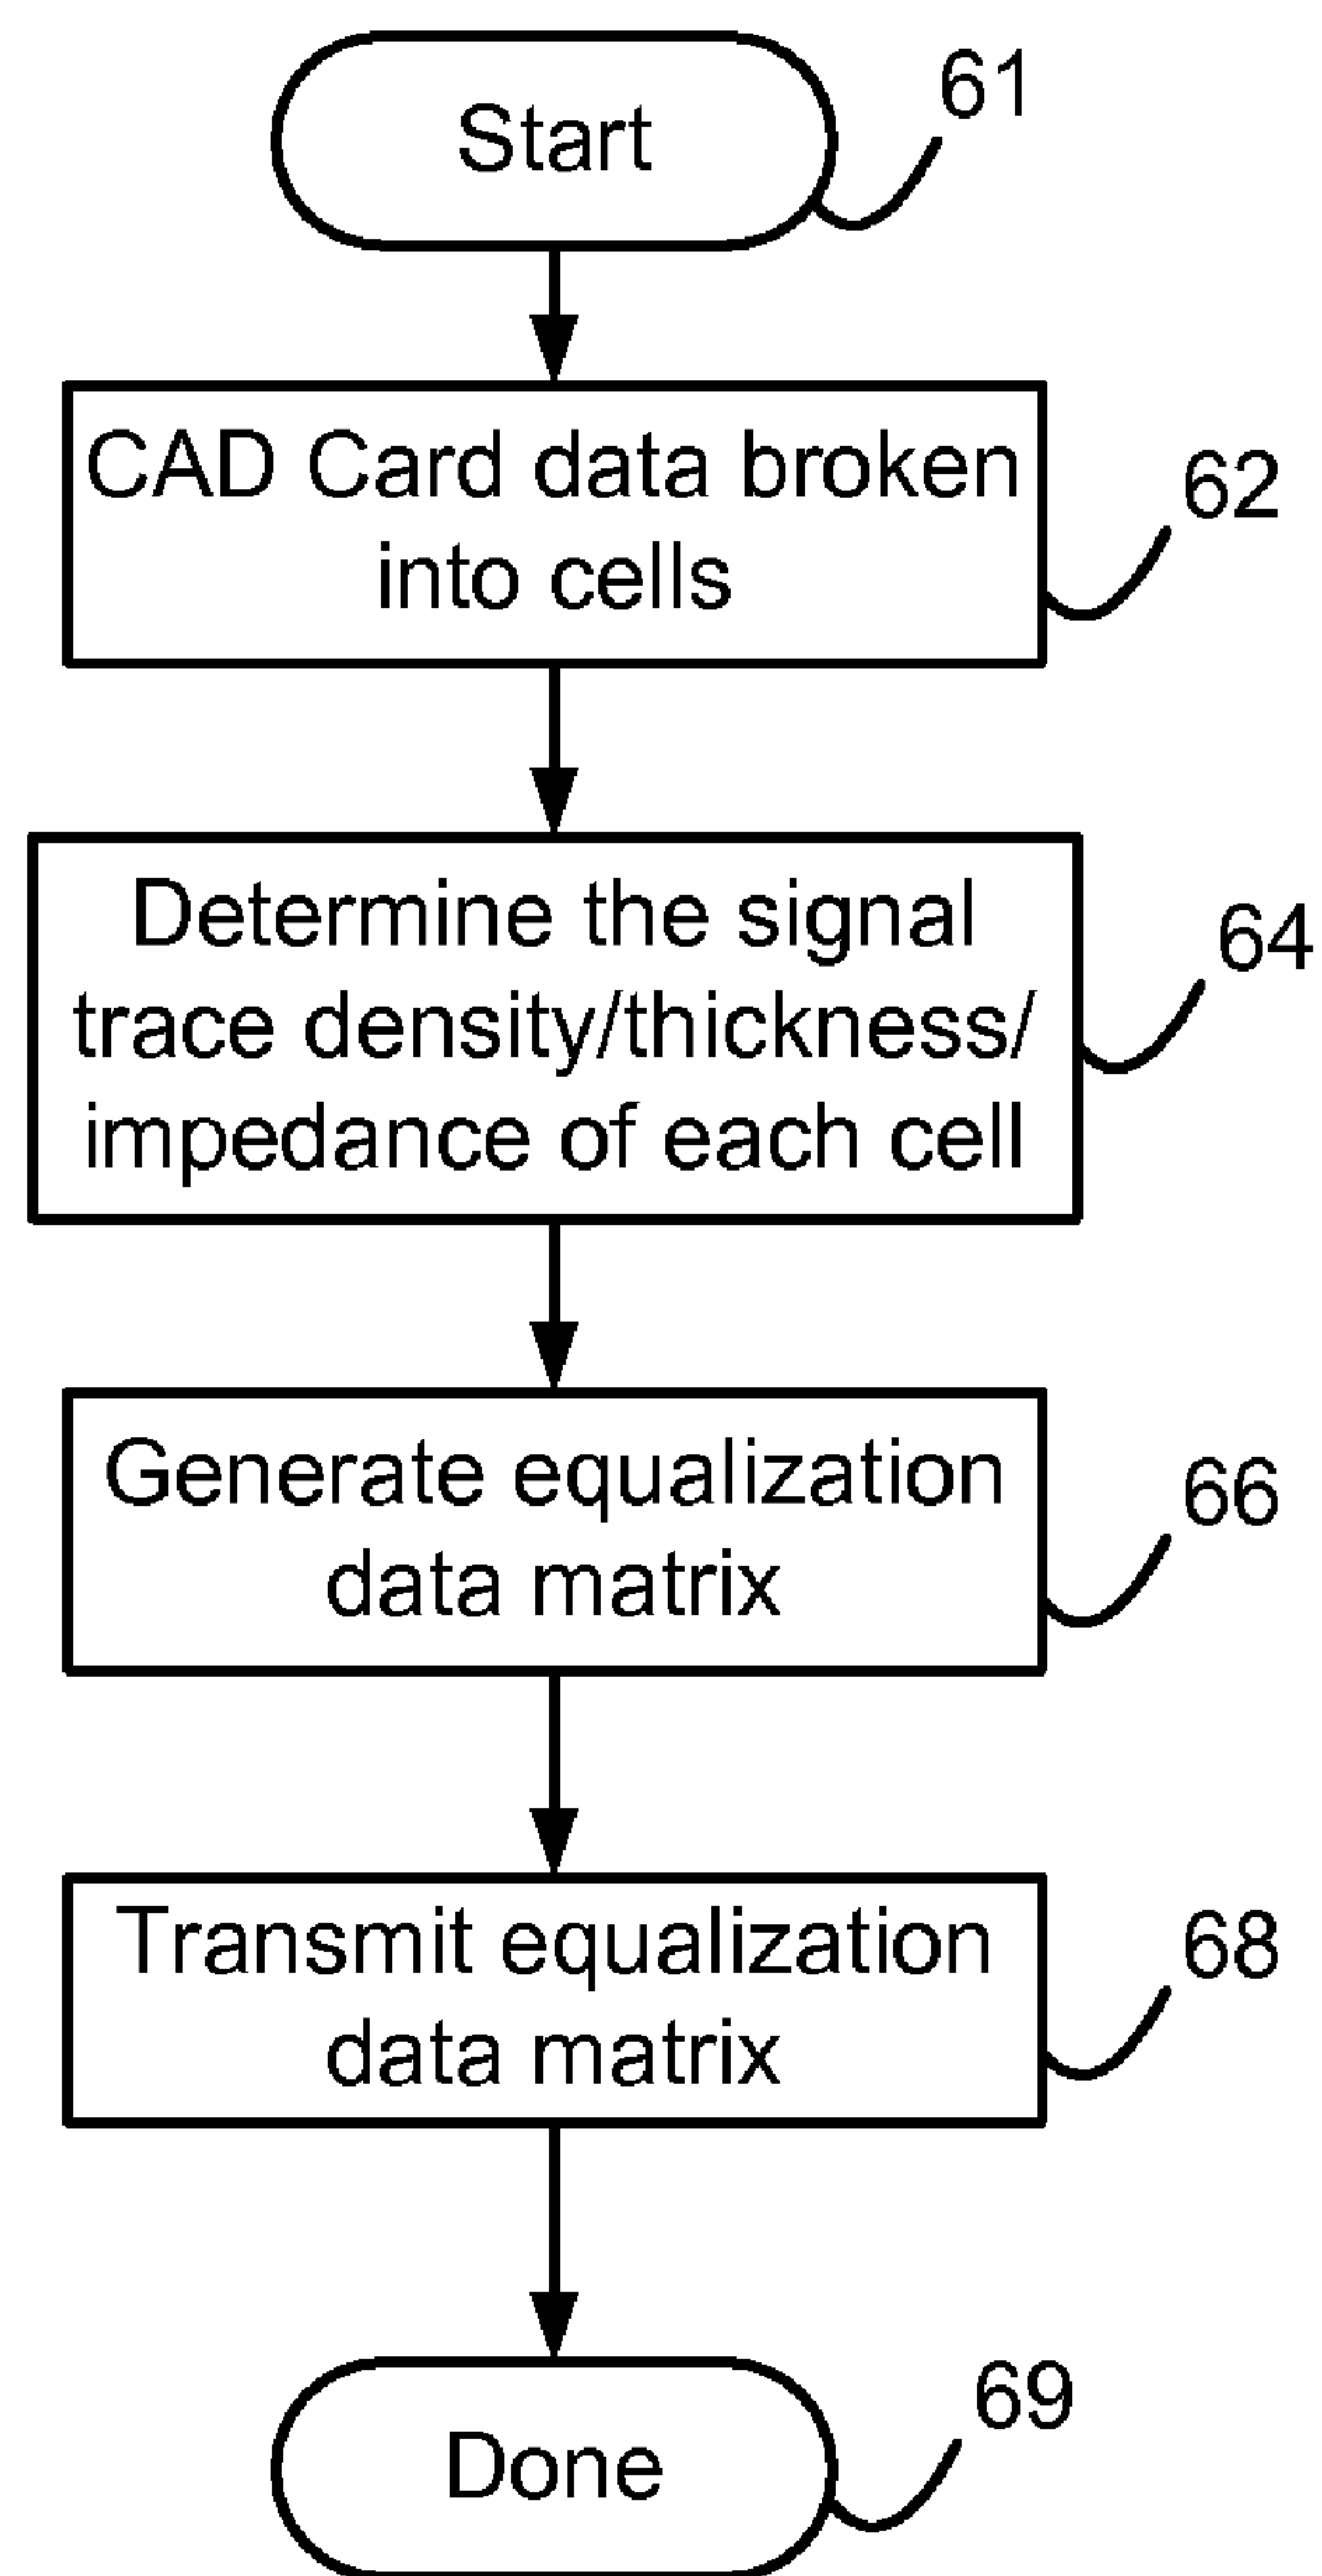 Start
61
CAD Card data broken
into cells
62
Determine the signal
trace density/thickness/
impedance of each cell
64
Generate equalization
data matrix
66
Transmit equalization
data matrix
68
Done
69